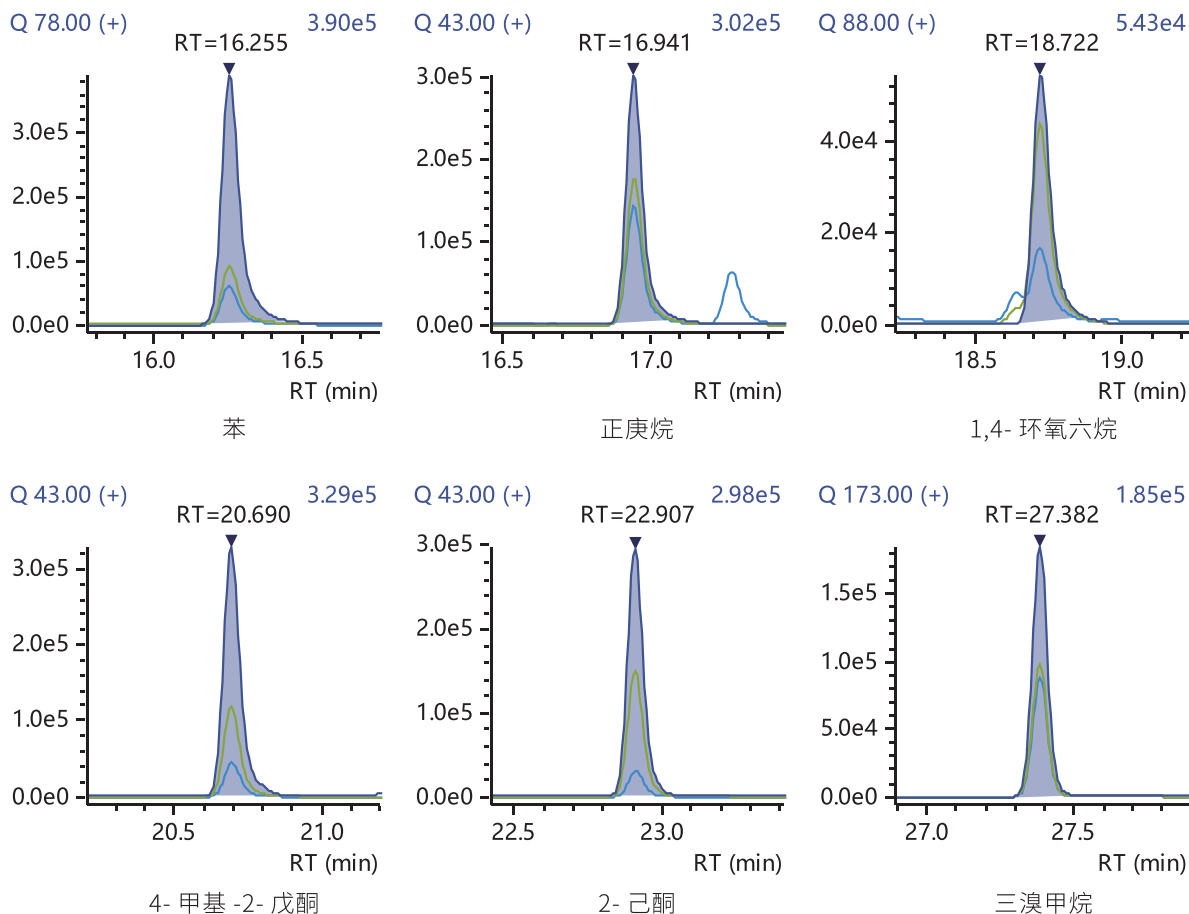 Q 78.00 (+) 3.90e5
RT=16.255
3.0e5
2.0e5
1.0e5
0.0e0
16.0 16.5
RT (min)
苯
Q 43.00 (+) 3.02e5
RT=16.941
3.0e5
2.0e5
1.0e5
0.0e0
16.5 17.0
RT (min)
正庚烷
Q 88.00 (+) 5.43e4
RT=18.722
4.0e4
2.0e4
0.0e0
18.5 19.0
RT (min)
1,4- 环氧六烷
Q 43.00 (+) 3.29e5
RT=20.690
3.0e5
2.0e5
1.0e5
0.0e0
20.5 21.0
RT (min)
4- 甲基 -2- 戊酮
Q 43.00 (+) 2.98e5
RT=22.907
3.0e5
2.0e5
1.0e5
0.0e0
22.5 23.0
RT (min)
2- 己酮
Q 173.00 (+) 1.85e5
RT=27.382
1.5e5
1.0e5
5.0e4
0.0e0
27.0 27.5
RT (min)
三溴甲烷